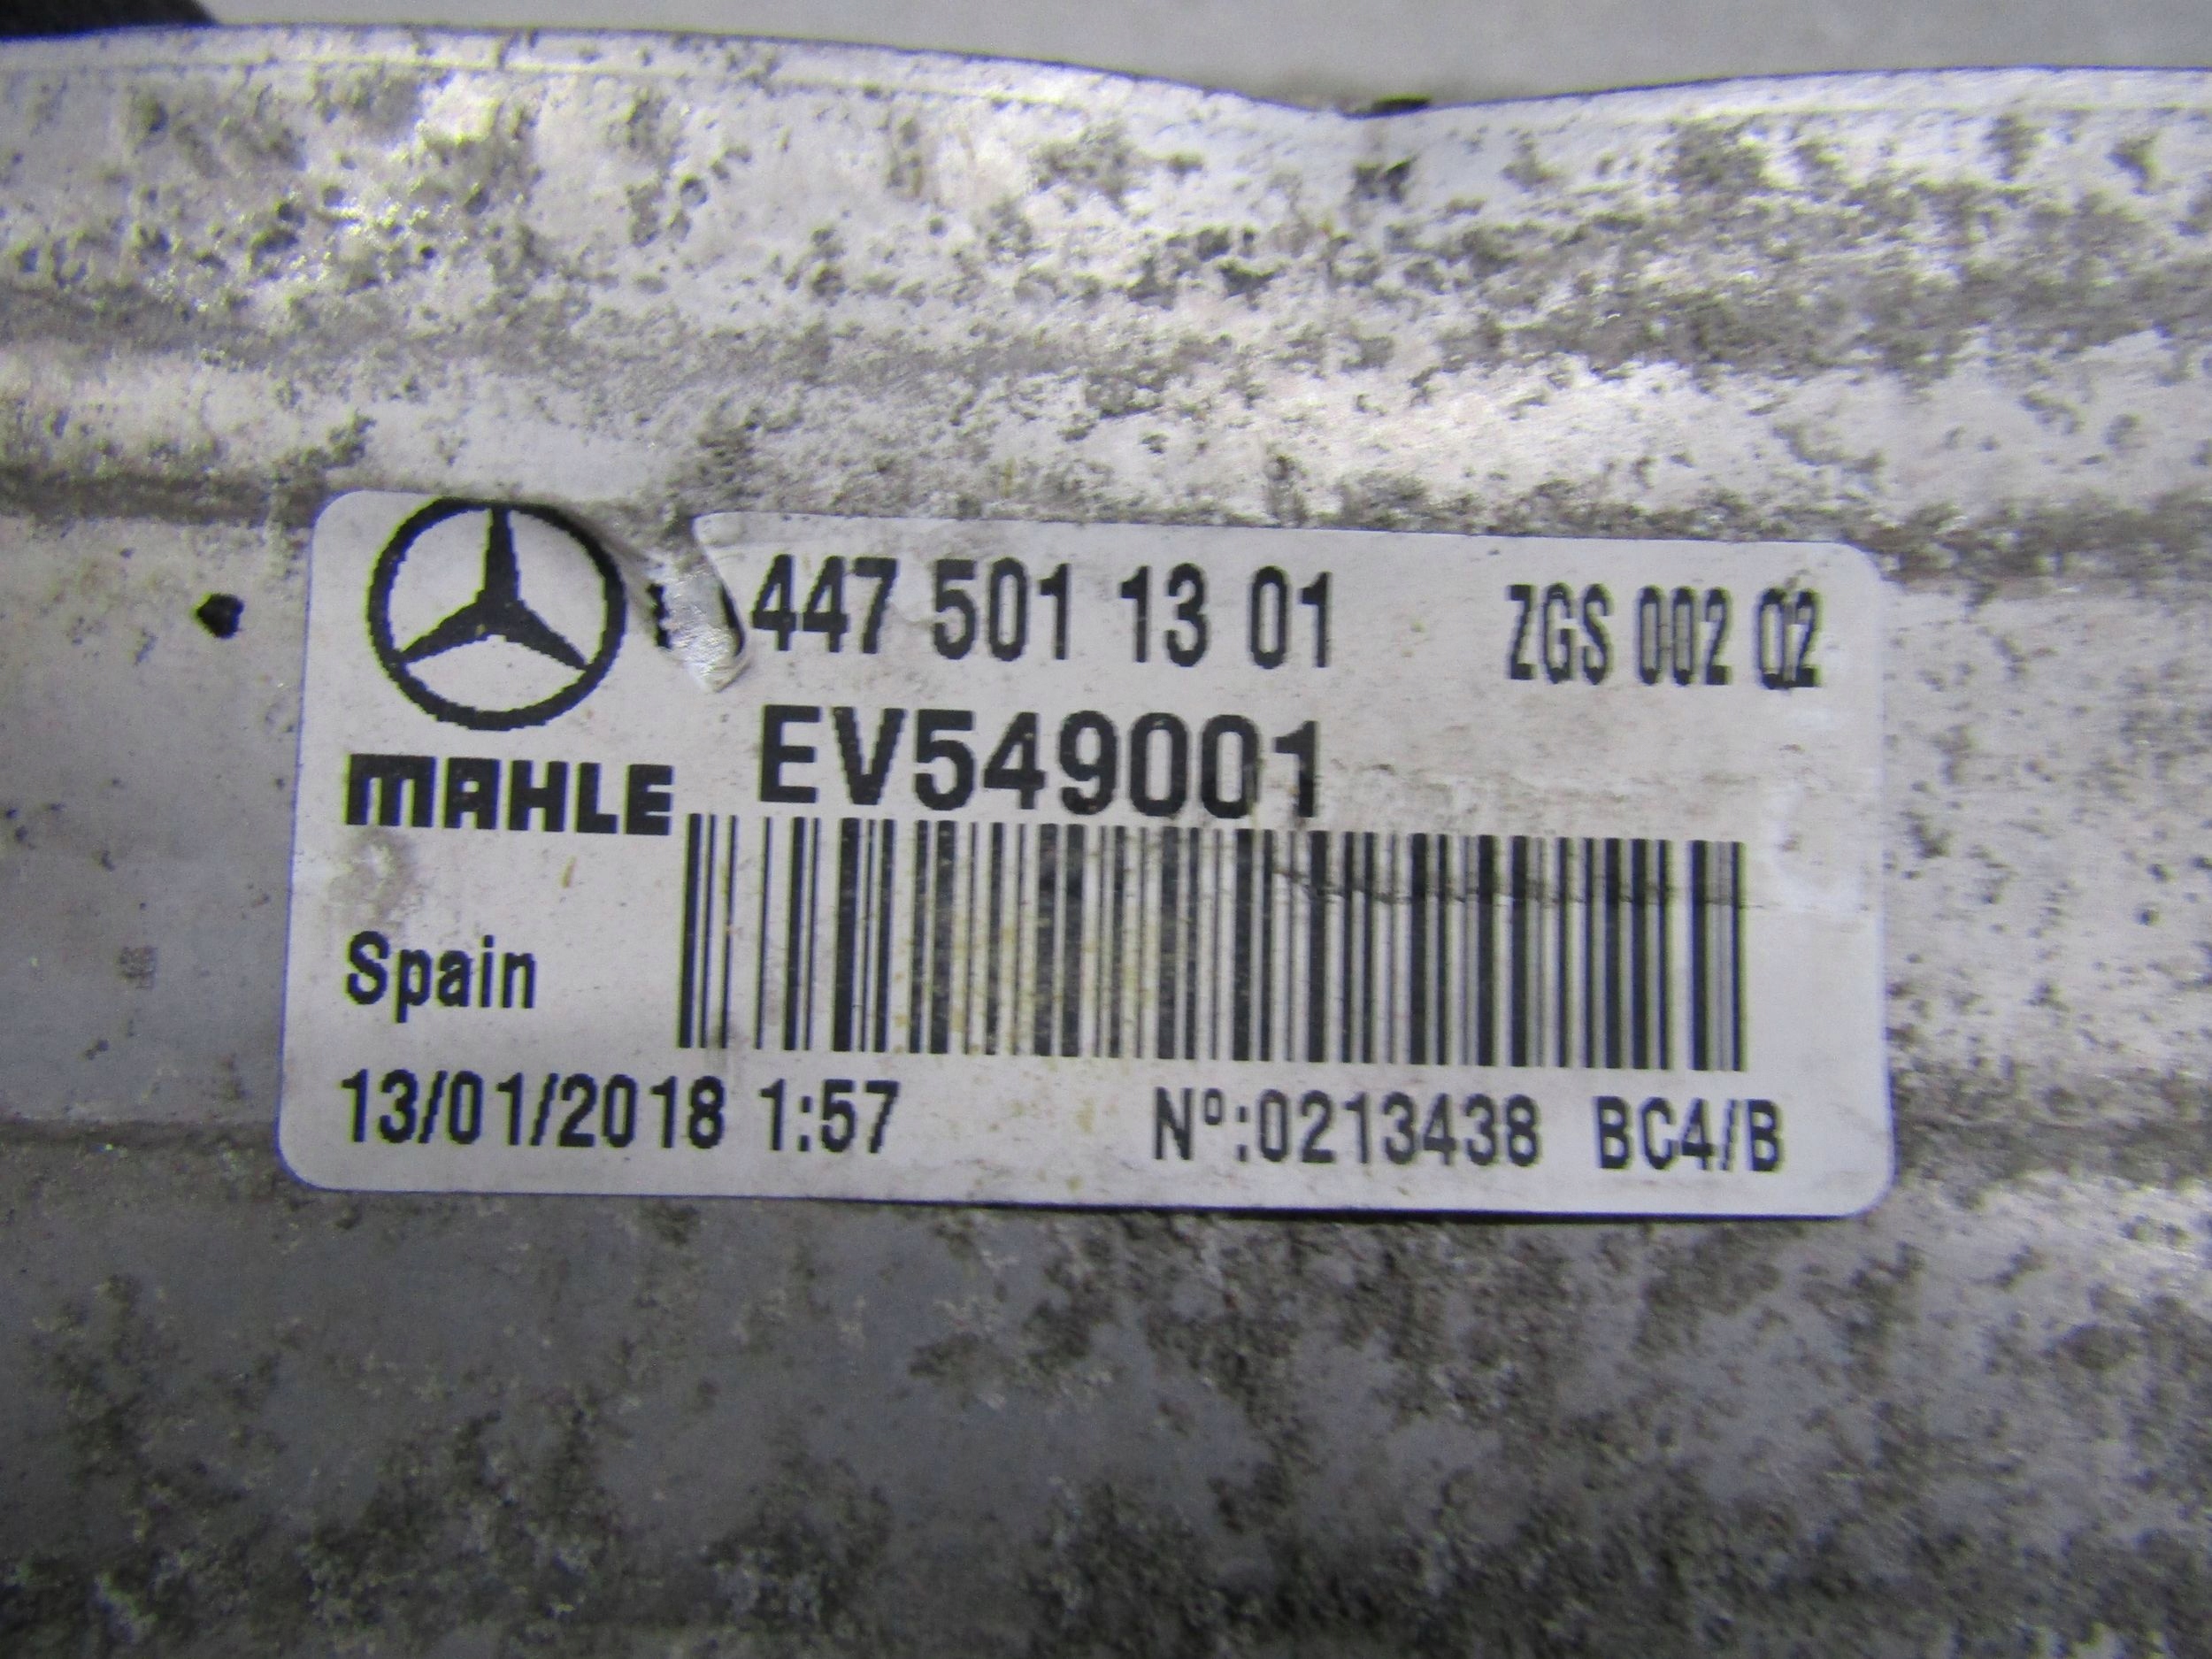 447 501 13 01 ZGS 002 02
EV549001
MAHLE
Spain
13/01/2018 1:57 Nº:0213438 BC4/B